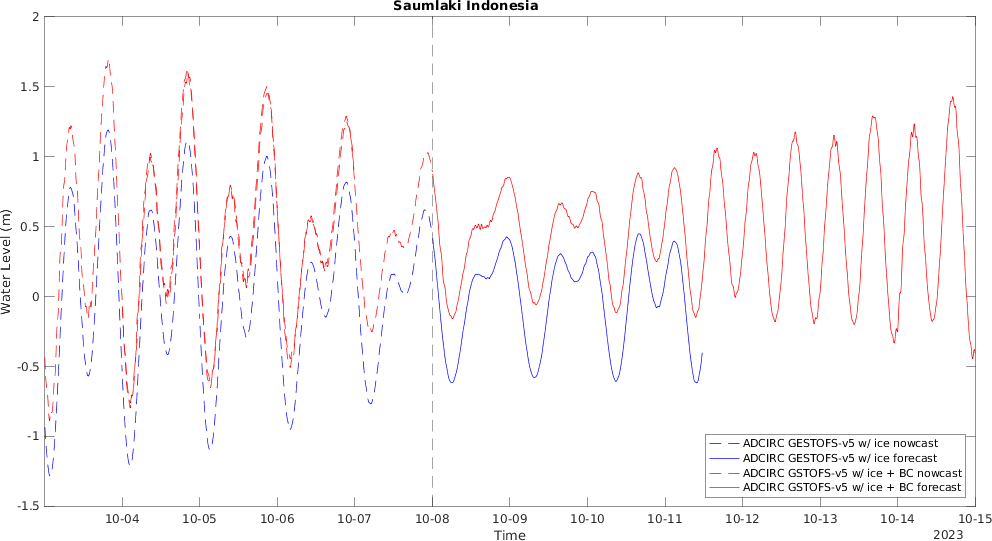 Saumlaki Indonesia
2
1.5
1
0.5
0
-0.5
-1
-1.5
Water Level (m)
10-04 10-05 10-06 10-07 10-08 10-09 10-10 10-11 10-12 10-13 10-14 10-15
Time
2023
ADCIRC GESTOFS-v5 w/ ice nowcast
ADCIRC GESTOFS-v5 w/ ice forecast
ADCIRC GSTOFS-v5 w/ ice + BC nowcast
ADCIRC GSTOFS-v5 w/ ice + BC forecast